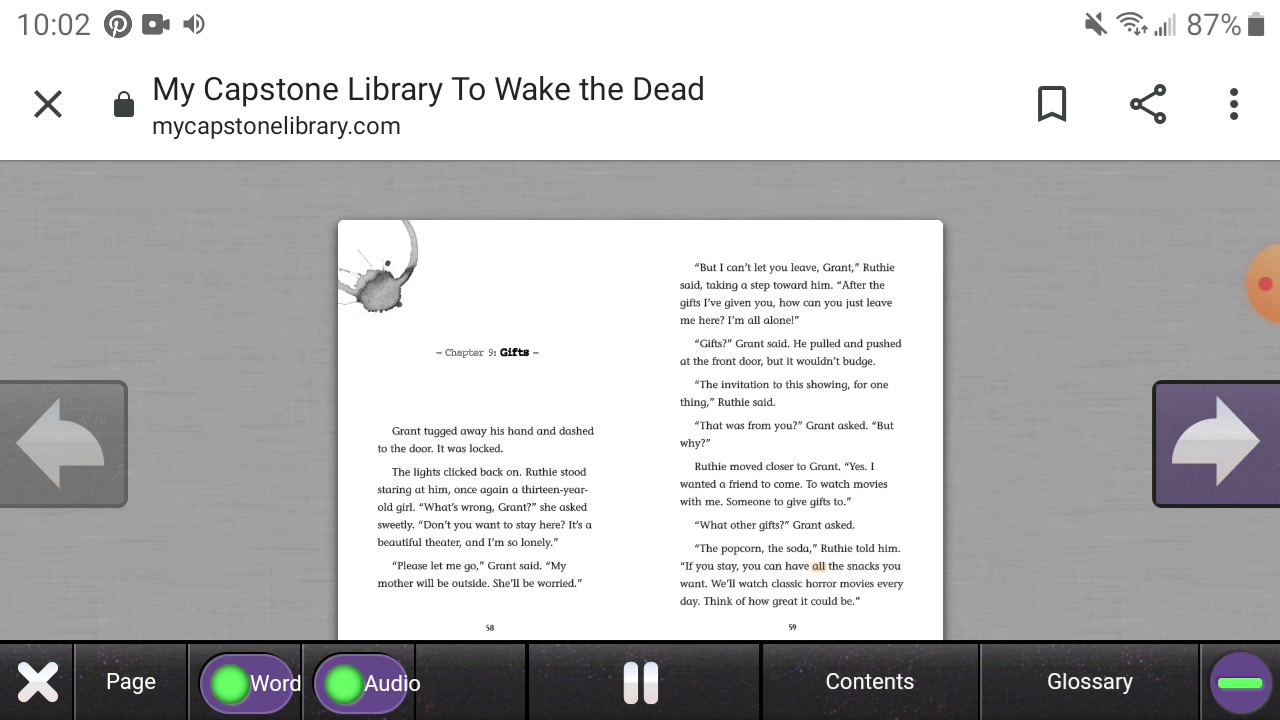 10:02
87%
My Capstone Library To Wake the Dead
mycapstonelibrary.com
– Chapter 9: Gifts –
Grant tugged away his hand and dashed
to the door. It was locked.
The lights clicked back on. Ruthie stood
staring at him, once again a thirteen-year-
old girl. “What’s wrong, Grant?” she asked
sweetly. “Don’t you want to stay here? It’s a
beautiful theater, and I’m so lonely.”
“Please let me go,” Grant said. “My
mother will be outside. She’ll be worried.”
58
“But I can’t let you leave, Grant,” Ruthie
said, taking a step toward him. “After the
gifts I’ve given you, how can you just leave
me here? I’m all alone!”
“Gifts?” Grant said. He pulled and pushed
at the front door, but it wouldn’t budge.
“The invitation to this showing, for one
thing,” Ruthie said.
“That was from you?” Grant asked. “But
why?”
Ruthie moved closer to Grant. “Yes. I
wanted a friend to come. To watch movies
with me. Someone to give gifts to.”
“What other gifts?” Grant asked.
“The popcorn, the soda,” Ruthie told him.
“If you stay, you can have all the snacks you
want. We’ll watch classic horror movies every
day. Think of how great it could be.”
59
Page
Word
Audio
Contents
Glossary